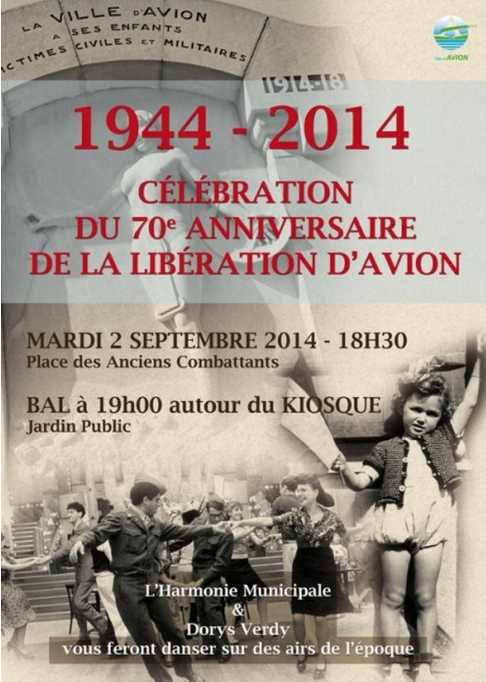 LA VILLE D'AVION
A SES ENFANTS
VICTIMES CIVILES ET MILITAIRES
1914-18
AVION
1944 - 2014
CÉLÉBRATION
DU 70e ANNIVERSAIRE
DE LA LIBÉRATION D'AVION
MARDI 2 SEPTEMBRE 2014 - 18H30
Place des Anciens Combattants
BAL à 19h00 autour du KIOSQUE
Jardin Public
L'Harmonie Municipale
&
Dorys Verdy
vous feront danser sur des airs de l'époque